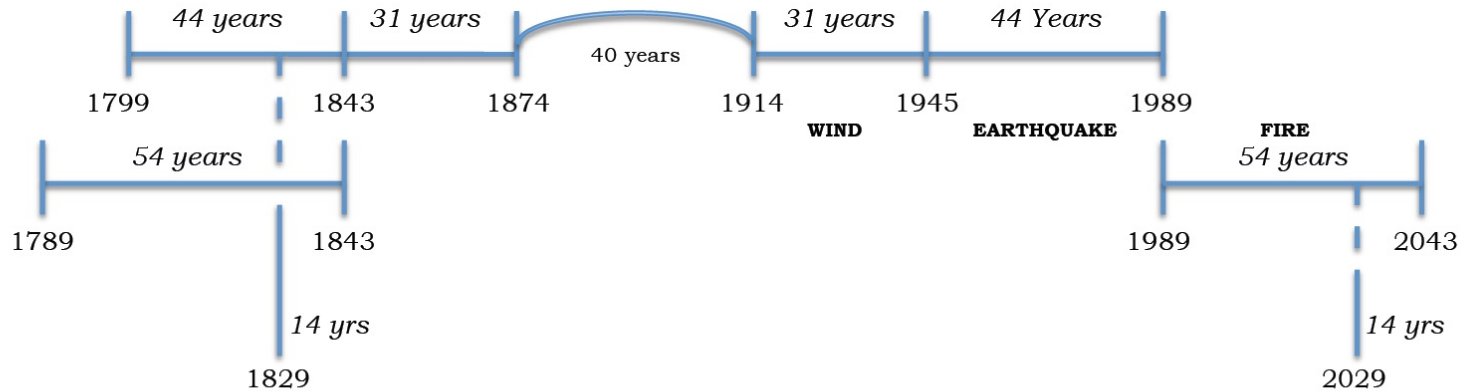 44 years 31 years 31 years 44 Years
40 years
1799 1843 1874 1914 1945 1989
WIND EARTHQUAKE FIRE
54 years 54 years
1789 1843 1989 2043
14 yrs 14 yrs
1829 2029